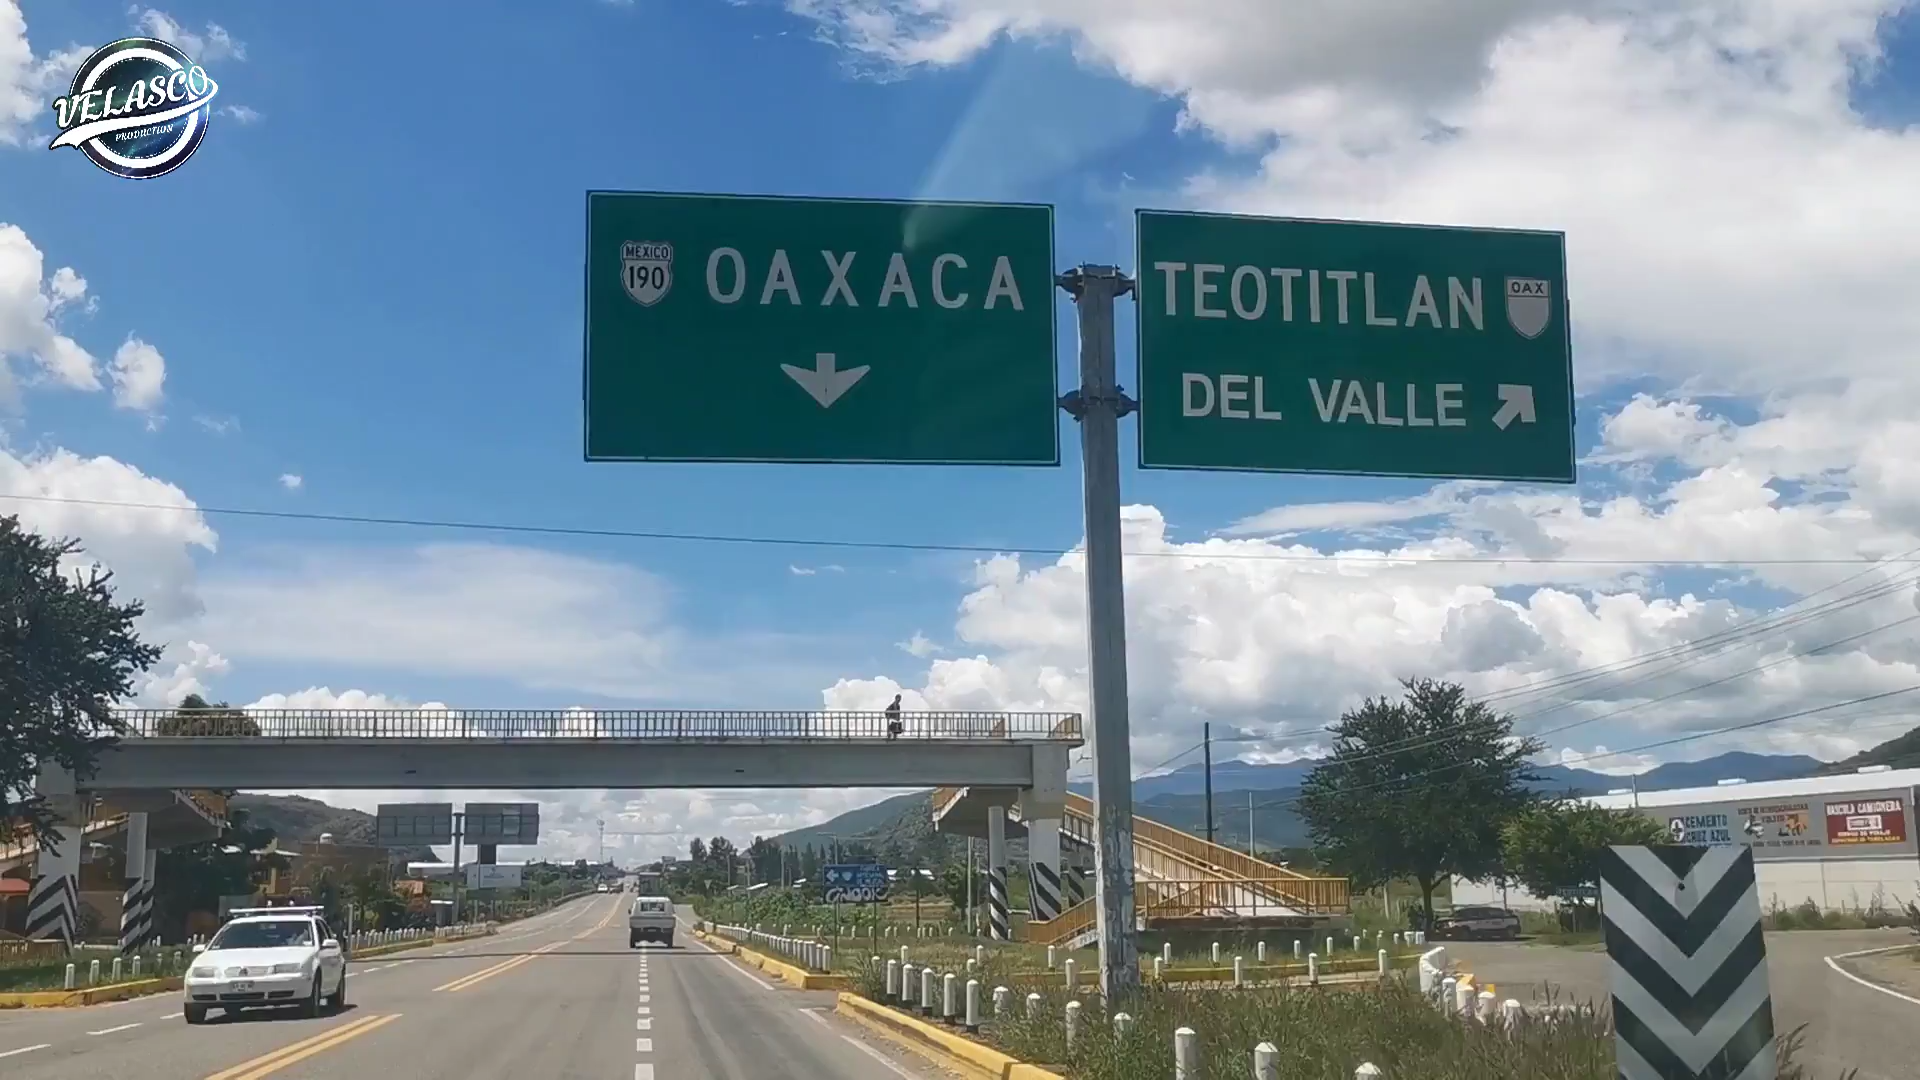 VELASCO
PRODUCTION
MEXICO
190
OAXACA
TEOTITLAN
OAX
DEL VALLE
CEMENTO
CRUZ AZUL
BASCULA CAMIONERA